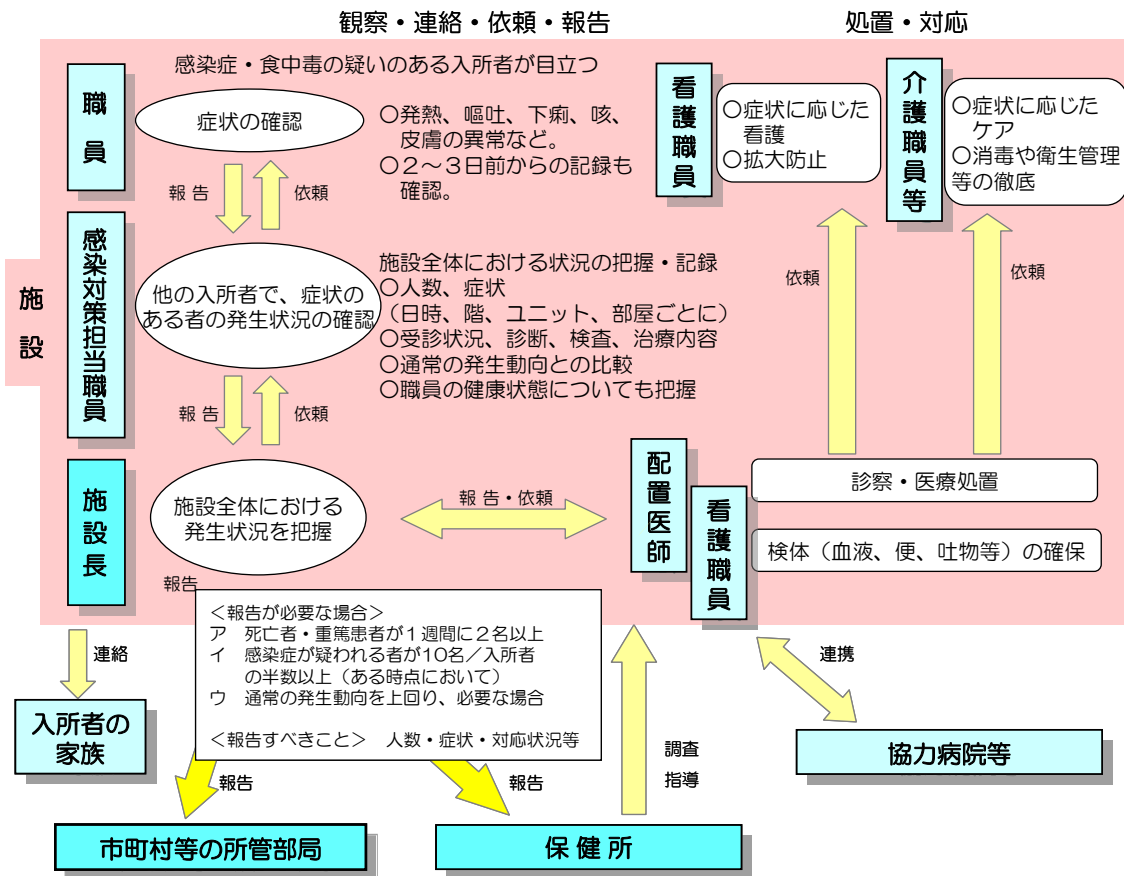 観察・連絡・依頼・報告
処置・対応
施設
職員
感染症・食中毒の疑いのある入所者が目立つ
症状の確認
○発熱、嘔吐、下痢、咳、
皮膚の異常など。
○２～３日前からの記録も
確認。
報 告
依頼
感染対策担当職員
他の入所者で、症状の
ある者の発生状況の確認
施設全体における状況の把握・記録
○人数、症状
（日時、階、ユニット、部屋ごとに）
○受診状況、診断、検査、治療内容
○通常の発生動向との比較
○職員の健康状態についても把握
報 告
依頼
施設長
施設全体における
発生状況を把握
報 告・依頼
看護職員
○症状に応じた
看護
○拡大防止
介護職員等
○症状に応じた
ケア
○消毒や衛生管理
等の徹底
依頼
依頼
配置医師
看護職員
診察・医療処置
検体（血液、便、吐物等）の確保
報告
＜報告が必要な場合＞
ア　死亡者・重篤患者が１週間に２名以上
イ　感染症が疑われる者が10名／入所者
の半数以上（ある時点において）
ウ　通常の発生動向を上回り、必要な場合
＜報告すべきこと＞　人数・症状・対応状況等
連絡
入所者の
家族
報告
報告
調査
指導
連携
協力病院等
市町村等の所管部局
保 健 所